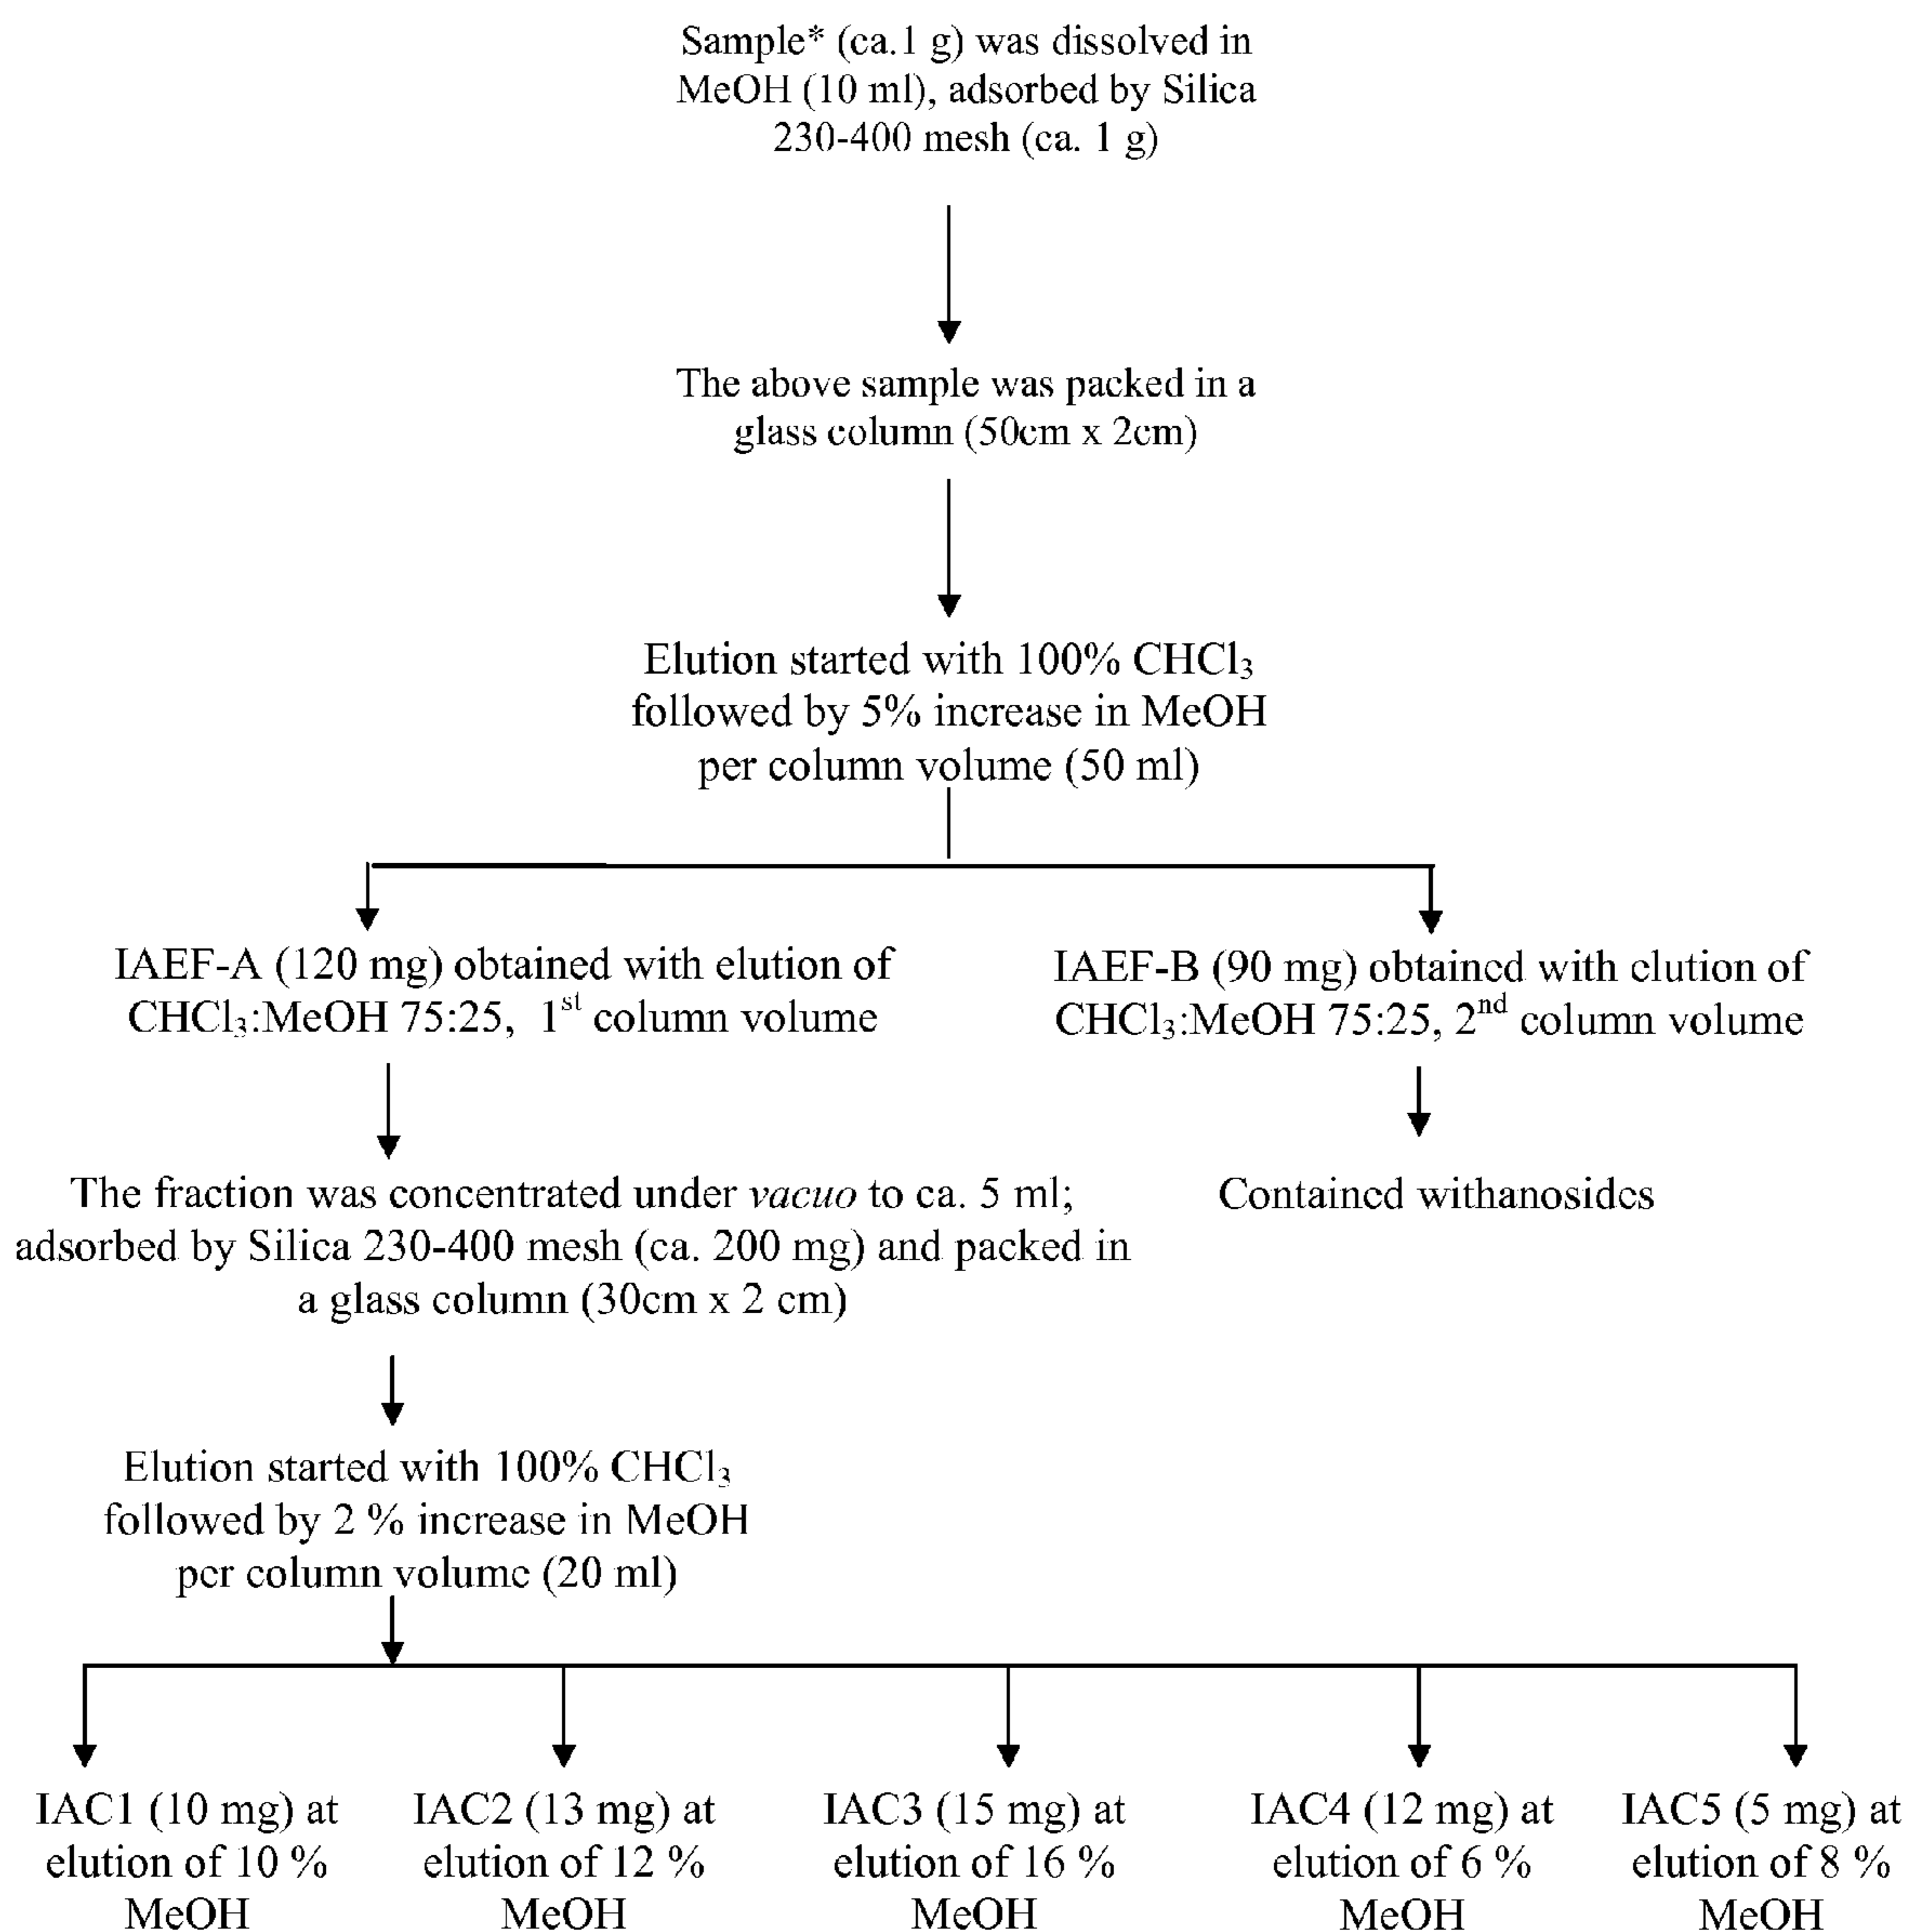 Sample* (ca.1 g) was dissolved in
MeOH (10 ml), adsorbed by Silica
230-400 mesh (ca. 1 g)
The above sample was packed in a
glass column (50cm x 2cm)
Elution started with 100% CHCl₃
followed by 5% increase in MeOH
per column volume (50 ml)
IAEF-A (120 mg) obtained with elution of
CHCl₃:MeOH 75:25, 1ˢᵗ column volume
IAEF-B (90 mg) obtained with elution of
CHCl₃:MeOH 75:25, 2ⁿᵈ column volume
The fraction was concentrated under vacuo to ca. 5 ml;
adsorbed by Silica 230-400 mesh (ca. 200 mg) and packed in
a glass column (30cm x 2 cm)
Contained withanosides
Elution started with 100% CHCl₃
followed by 2 % increase in MeOH
per column volume (20 ml)
IAC1 (10 mg) at
elution of 10 %
MeOH
IAC2 (13 mg) at
elution of 12 %
MeOH
IAC3 (15 mg) at
elution of 16 %
MeOH
IAC4 (12 mg) at
elution of 6 %
MeOH
IAC5 (5 mg) at
elution of 8 %
MeOH